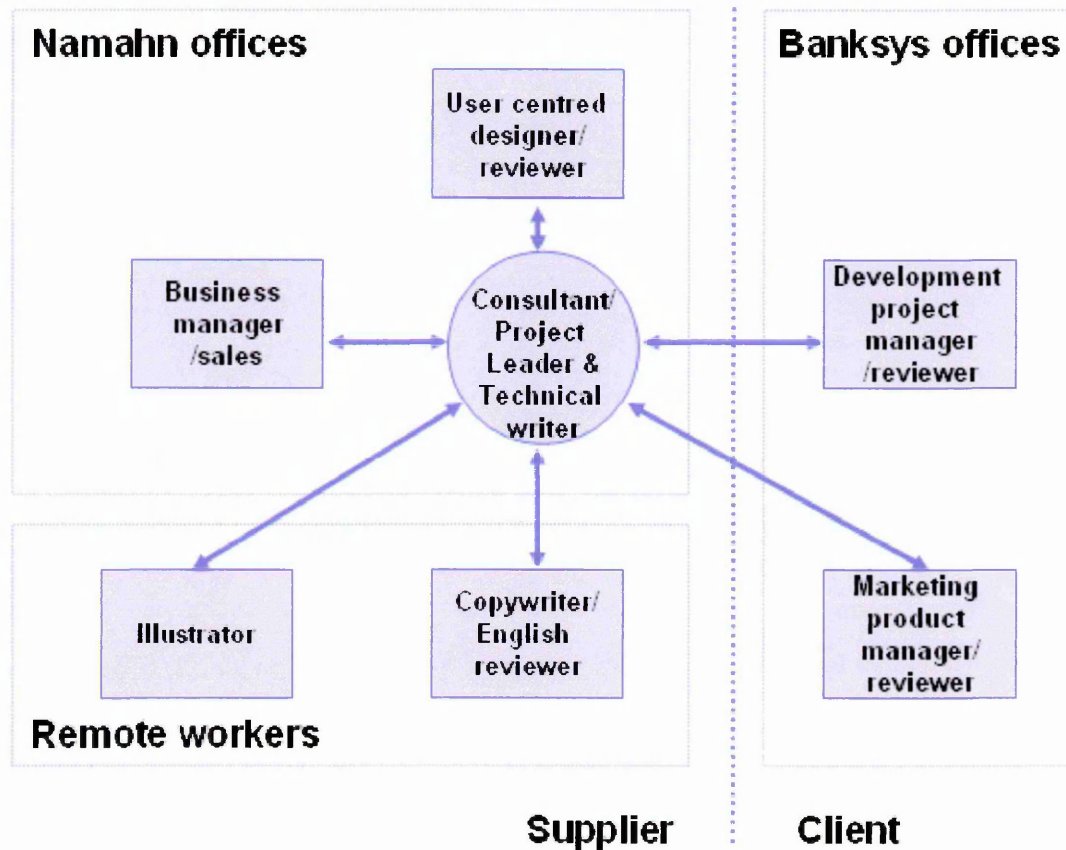 Namahn offices
Banksys offices
User centred
designer/
reviewer
Business
manager
/sales
Consultant/
Project
Leader &
Technical
writer
Development
project
manager
/reviewer
Illustrator
Copywriter/
English
reviewer
Marketing
product
manager/
reviewer
Remote workers
Supplier
Client